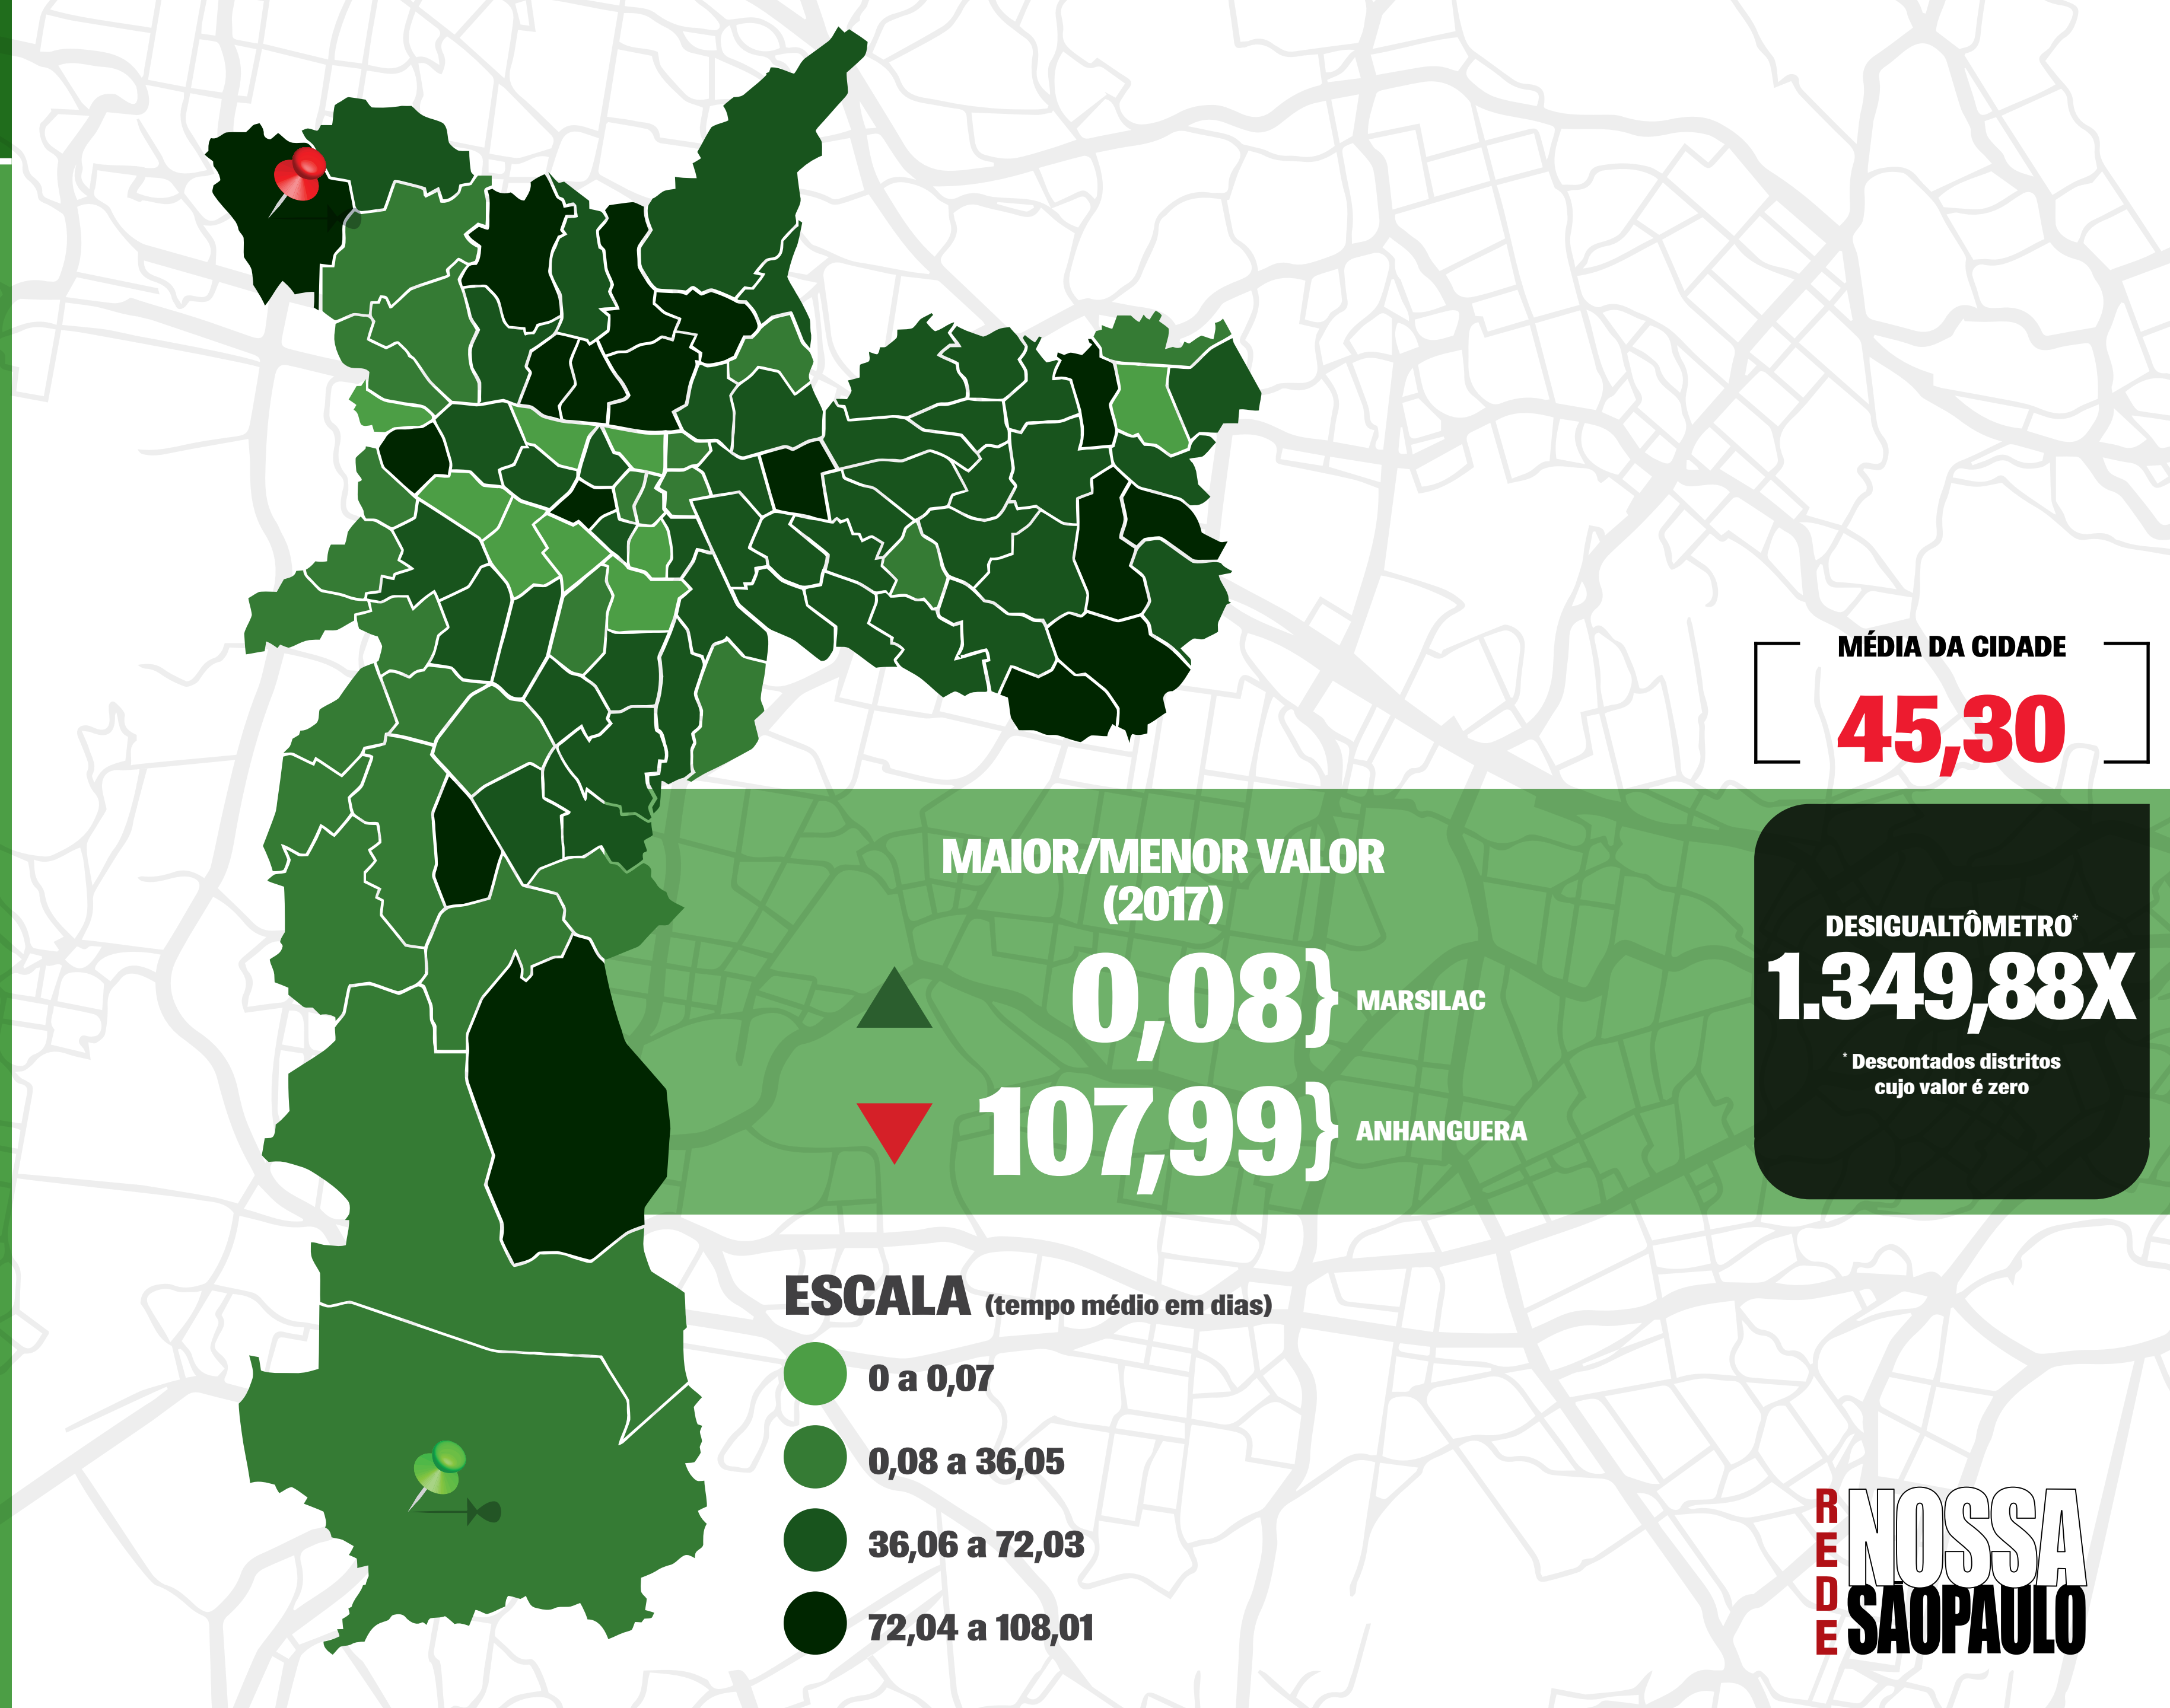 MÉDIA DA CIDADE
45,30
MAIOR/MENOR VALOR
(2017)
0,08} MARSILAC
107,99} ANHANGUERA
DESIGUALTÔMETRO*
1.349,88X
* Descontados distritos
cujo valor é zero
ESCALA (tempo médio em dias)
0 a 0,07
0,08 a 36,05
36,06 a 72,03
72,04 a 108,01
REDE
NOSSA
SÃOPAULO